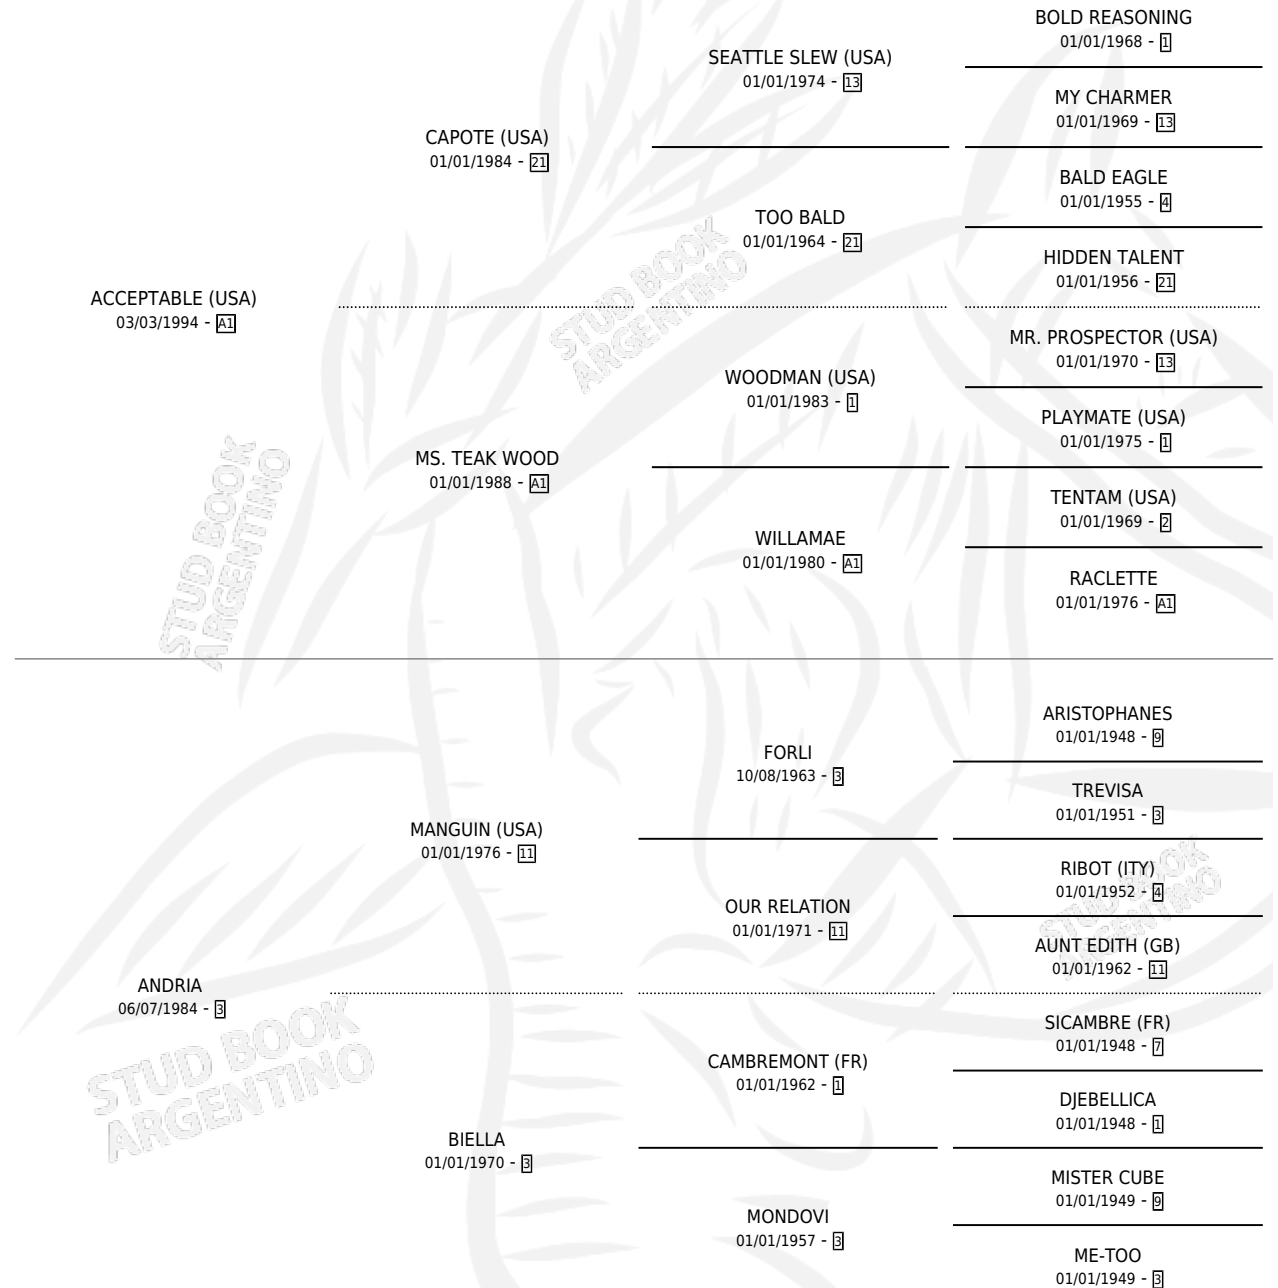 BOLD REASONING
01/01/1968 - 1
SEATTLE SLEW (USA)
01/01/1974 - 13
MY CHARMER
01/01/1969 - 13
CAPOTE (USA)
01/01/1984 - 21
BALD EAGLE
01/01/1955 - 4
TOO BALD
01/01/1964 - 21
HIDDEN TALENT
01/01/1956 - 21
ACCEPTABLE (USA)
03/03/1994 - A1
STUD BOOK
ARGENTINO
MR. PROSPECTOR (USA)
01/01/1970 - 13
WOODMAN (USA)
01/01/1983 - 1
PLAYMATE (USA)
01/01/1975 - 1
MS. TEAK WOOD
01/01/1988 - A1
TENTAM (USA)
01/01/1969 - 2
WILLAMAE
01/01/1980 - A1
RACLETTE
01/01/1976 - A1
STUD BOOK
ARGENTINO
ARISTOPHANES
01/01/1948 - 9
FORLI
10/08/1963 - 3
TREVISA
01/01/1951 - 3
MANGUIN (USA)
01/01/1976 - 11
RIBOT (ITY)
01/01/1952 - 4
OUR RELATION
01/01/1971 - 11
STUD BOOK
ARGENTINO
AUNT EDITH (GB)
01/01/1962 - 11
ANDRIA
06/07/1984 - 3
SICAMBRE (FR)
01/01/1948 - 7
STUD BOOK
ARGENTINO
CAMBREMONT (FR)
01/01/1962 - 1
DJEBELLICA
01/01/1948 - 1
BIELLA
01/01/1970 - 3
MISTER CUBE
01/01/1949 - 9
MONDOVI
01/01/1957 - 3
ME-TOO
01/01/1949 - 3